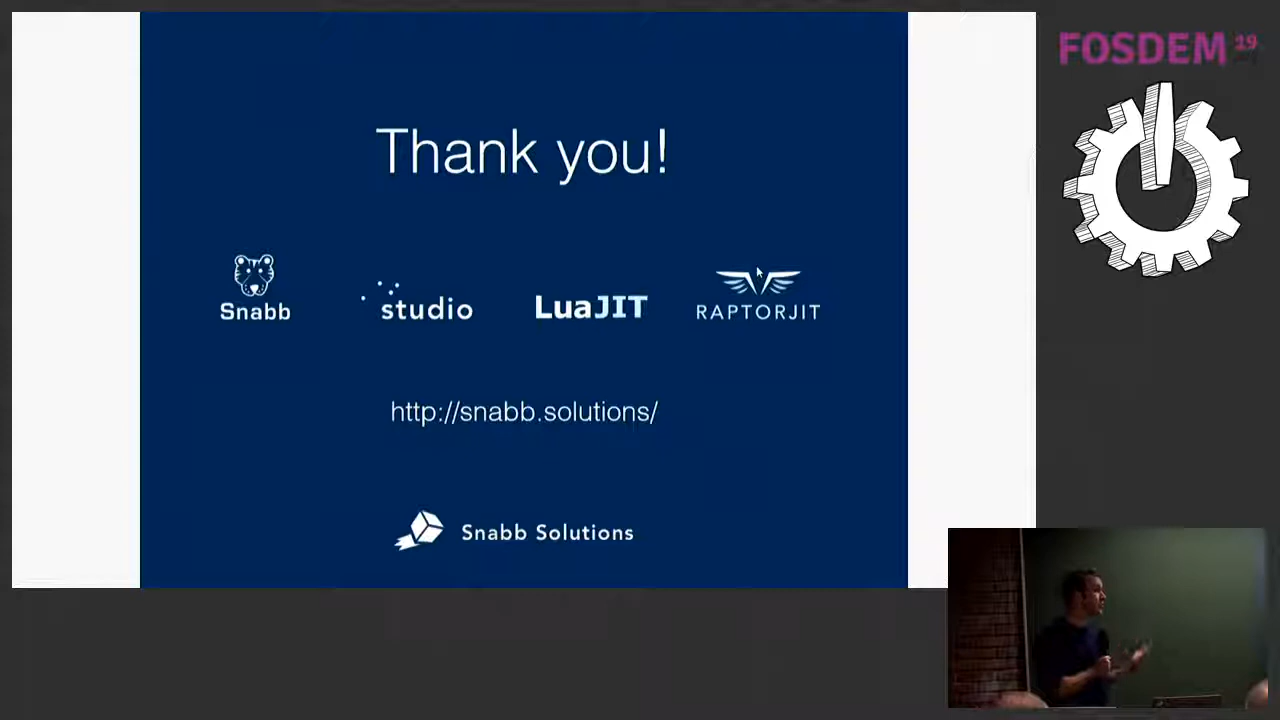 FOSDEM 19
Thank you!
Snabb
studio
LuaJIT
RAPTORJIT
http://snabb.solutions/
Snabb Solutions